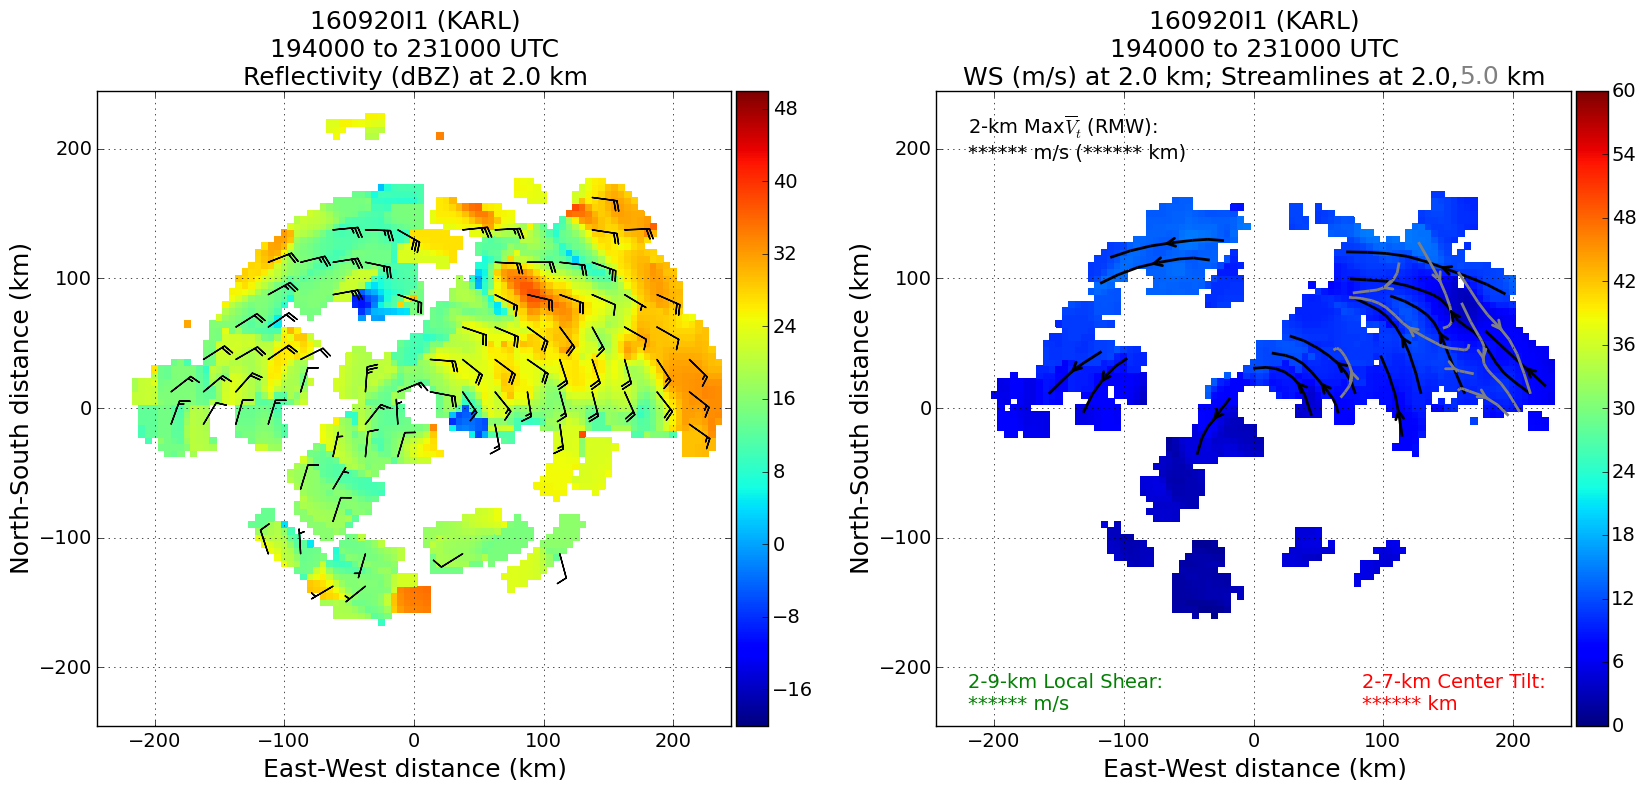 160920I1 (KARL)
194000 to 231000 UTC
Reflectivity (dBZ) at 2.0 km
200
100
0
−100
−200
−200
−100
0
100
200
North-South distance (km)
East-West distance (km)
48
40
32
24
16
8
0
−8
−16
160920I1 (KARL)
194000 to 231000 UTC
WS (m/s) at 2.0 km; Streamlines at 2.0,5.0 km
2-km Max V̅t (RMW):
****** m/s (****** km)
2-9-km Local Shear:
****** m/s
2-7-km Center Tilt:
****** km
200
100
0
−100
−200
−200
−100
0
100
200
North-South distance (km)
East-West distance (km)
60
54
48
42
36
30
24
18
12
6
0